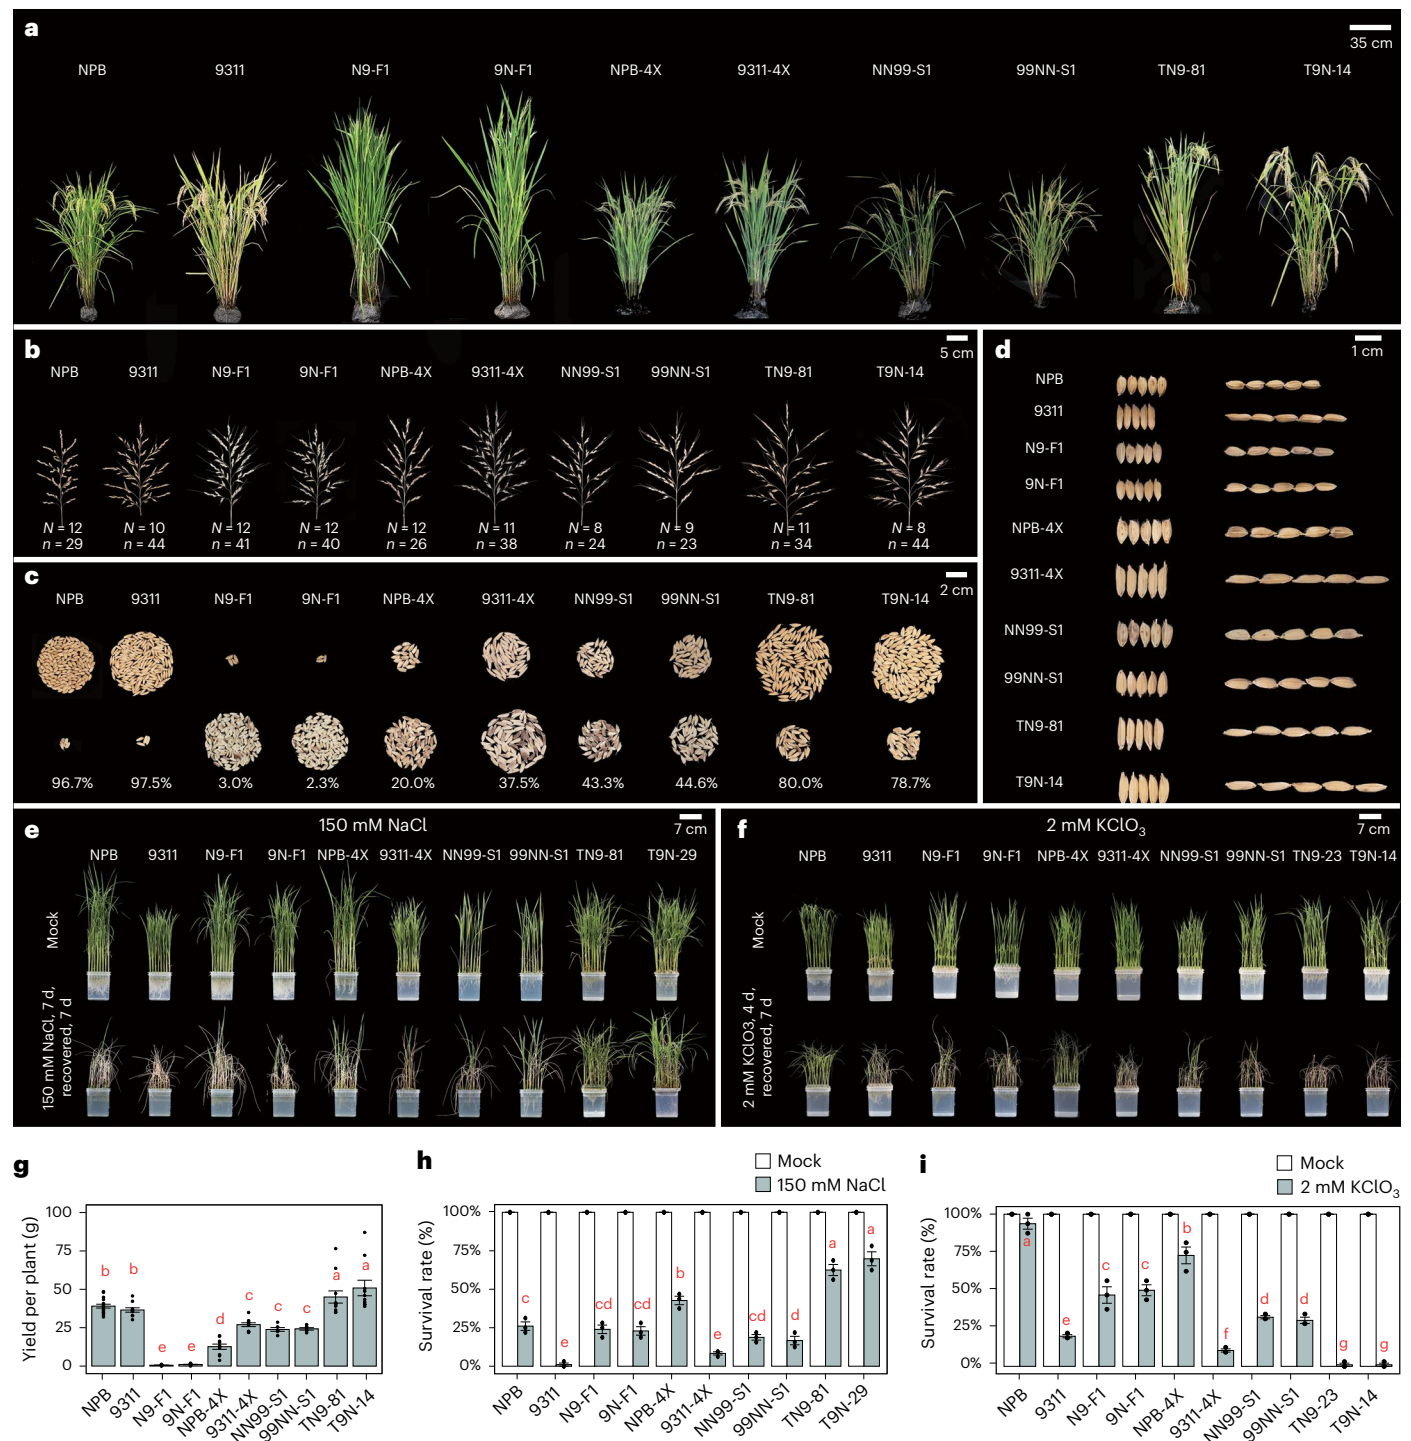 a
35 cm
NPB 9311 N9-F1 9N-F1 NPB-4X 9311-4X NN99-S1 99NN-S1 TN9-81 T9N-14
b
5 cm
NPB 9311 N9-F1 9N-F1 NPB-4X 9311-4X NN99-S1 99NN-S1 TN9-81 T9N-14
N = 12 N = 10 N = 12 N = 12 N = 12 N = 11 N = 8 N = 9 N = 11 N = 8
n = 29 n = 44 n = 41 n = 40 n = 26 n = 38 n = 24 n = 23 n = 34 n = 44
c
2 cm
NPB 9311 N9-F1 9N-F1 NPB-4X 9311-4X NN99-S1 99NN-S1 TN9-81 T9N-14
96.7% 97.5% 3.0% 2.3% 20.0% 37.5% 43.3% 44.6% 80.0% 78.7%
d
1 cm
NPB
9311
N9-F1
9N-F1
NPB-4X
9311-4X
NN99-S1
99NN-S1
TN9-81
T9N-14
e
150 mM NaCl
7 cm
NPB 9311 N9-F1 9N-F1 NPB-4X 9311-4X NN99-S1 99NN-S1 TN9-81 T9N-29
Mock
150 mM NaCl, 7 d,
recovered, 7 d
f
2 mM KClO3
7 cm
NPB 9311 N9-F1 9N-F1 NPB-4X 9311-4X NN99-S1 99NN-S1 TN9-23 T9N-14
Mock
2 mM KClO3, 4 d,
recovered, 7 d
g
Yield per plant (g)
100
75
50
25
0
b b e e d c c c a a
NPB 9311 N9-F1 9N-F1 NPB-4X 9311-4X NN99-S1 99NN-S1 TN9-81 T9N-14
h
Mock
150 mM NaCl
Survival rate (%)
100%
75%
50%
25%
0%
c e cd cd b e cd d a a
NPB 9311 N9-F1 9N-F1 NPB-4X 9311-4X NN99-S1 99NN-S1 TN9-81 T9N-29
i
Mock
2 mM KClO3
Survival rate (%)
100%
75%
50%
25%
0%
a e c c b f d d g g
NPB 9311 N9-F1 9N-F1 NPB-4X 9311-4X NN99-S1 99NN-S1 TN9-23 T9N-14